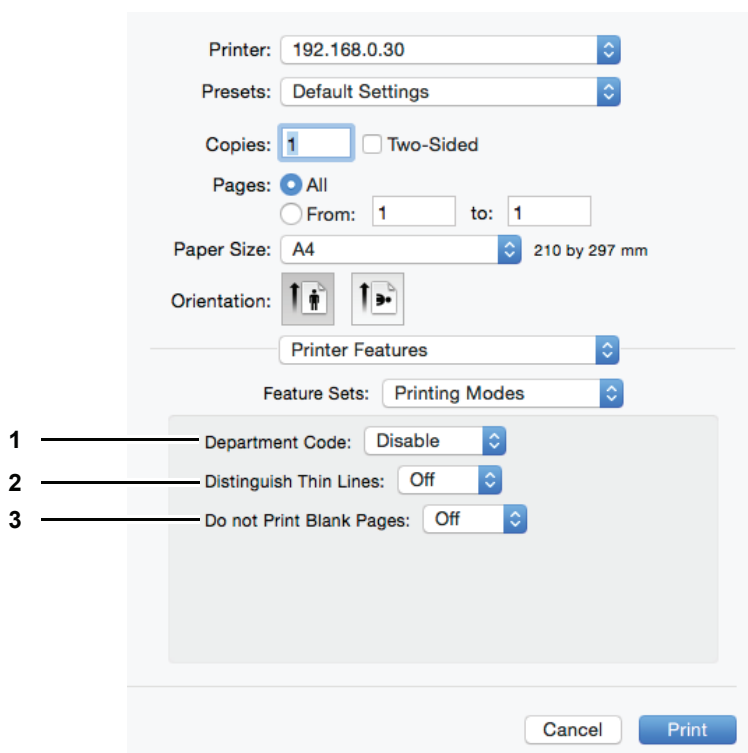 Printer: 192.168.0.30
Presets: Default Settings
Copies: 1 Two-Sided
Pages: All
From: 1 to: 1
Paper Size: A4 210 by 297 mm
Orientation:
Printer Features
Feature Sets: Printing Modes
1 Department Code: Disable
2 Distinguish Thin Lines: Off
3 Do not Print Blank Pages: Off
Cancel Print